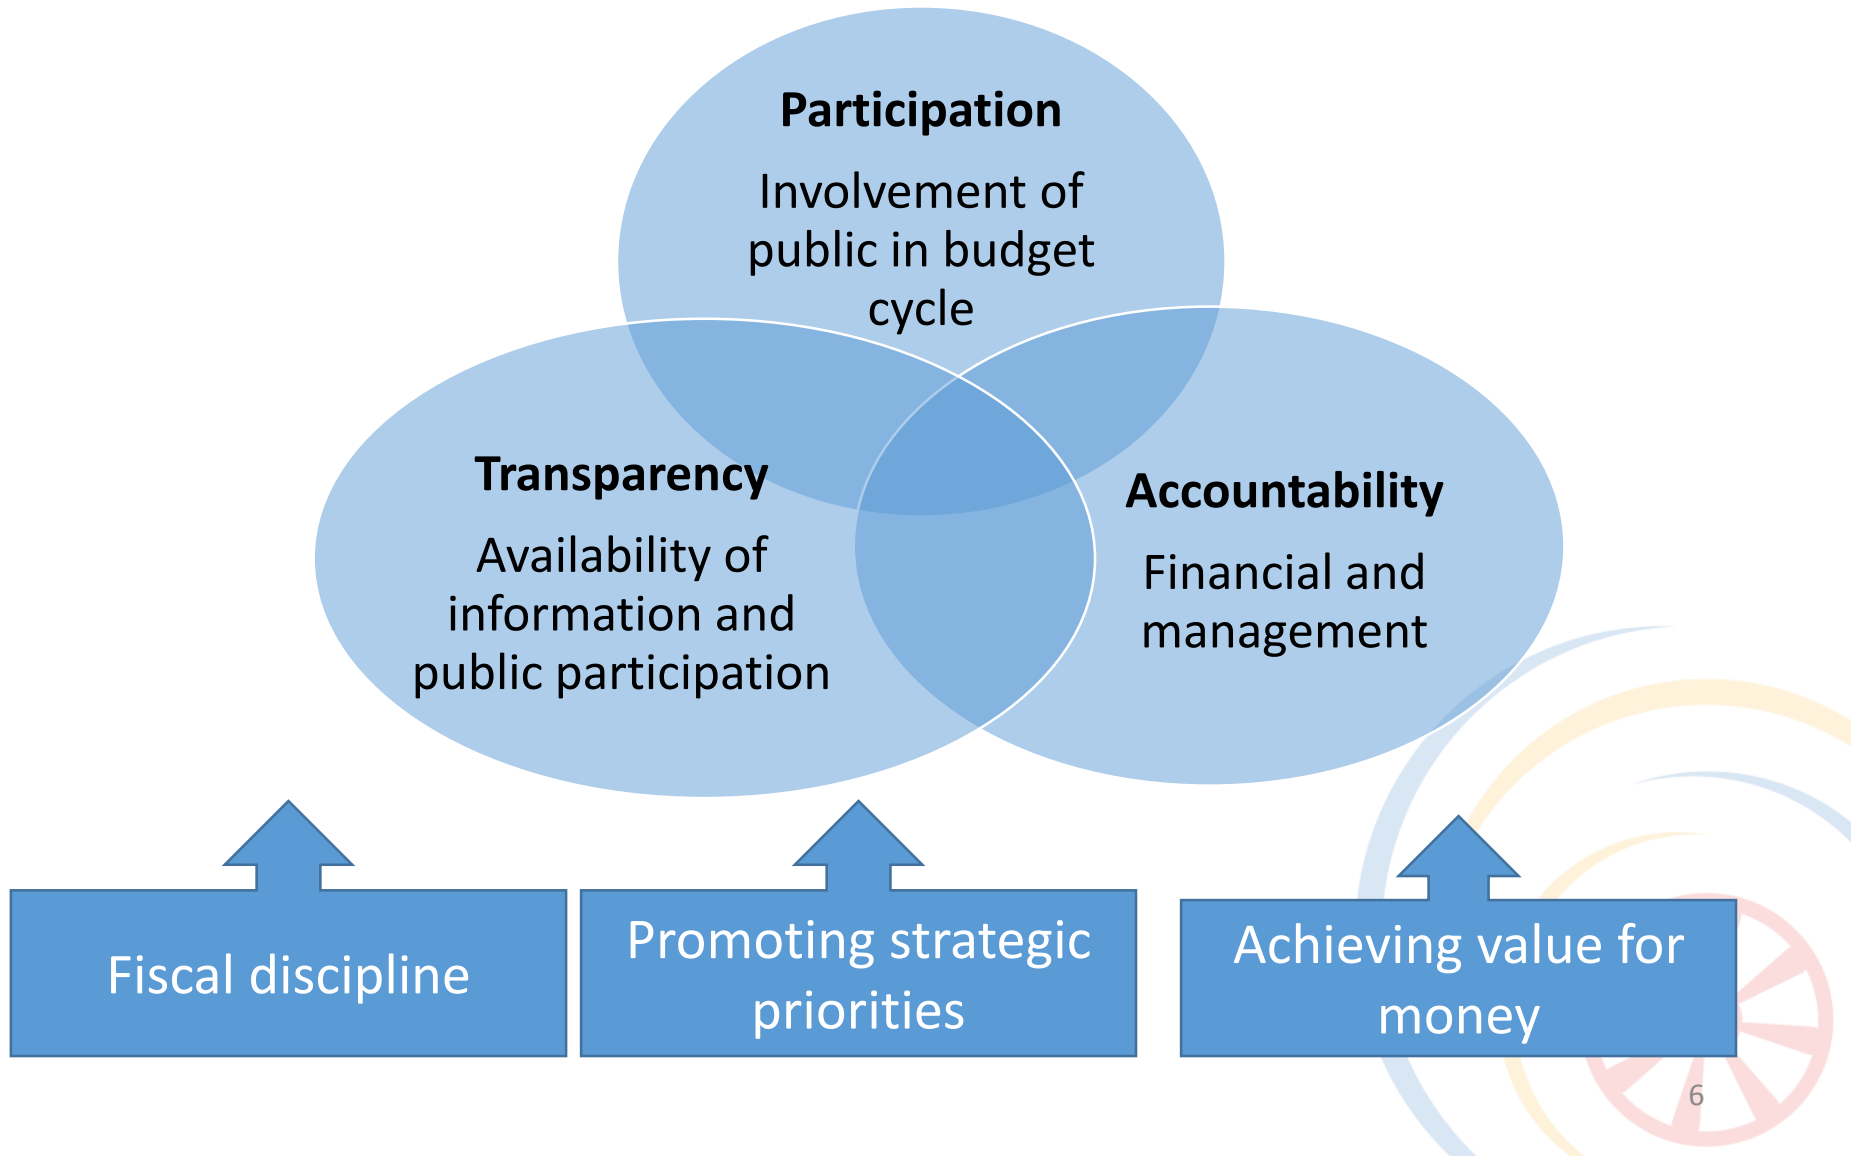 Participation
Involvement of
public in budget
cycle
Transparency
Availability of
information and
public participation
Accountability
Financial and
management
Fiscal discipline
Promoting strategic
priorities
Achieving value for
money
6